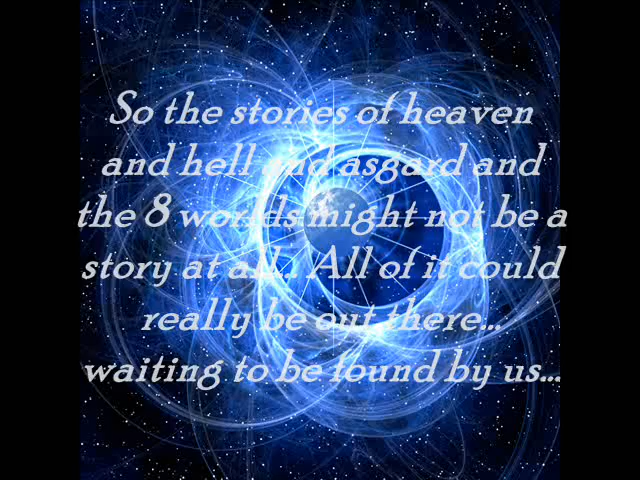 So the stories of heaven
and hell and asgard and
the 8 worlds might not be a
story at all.. All of it could
really be out there...
waiting to be found by us...